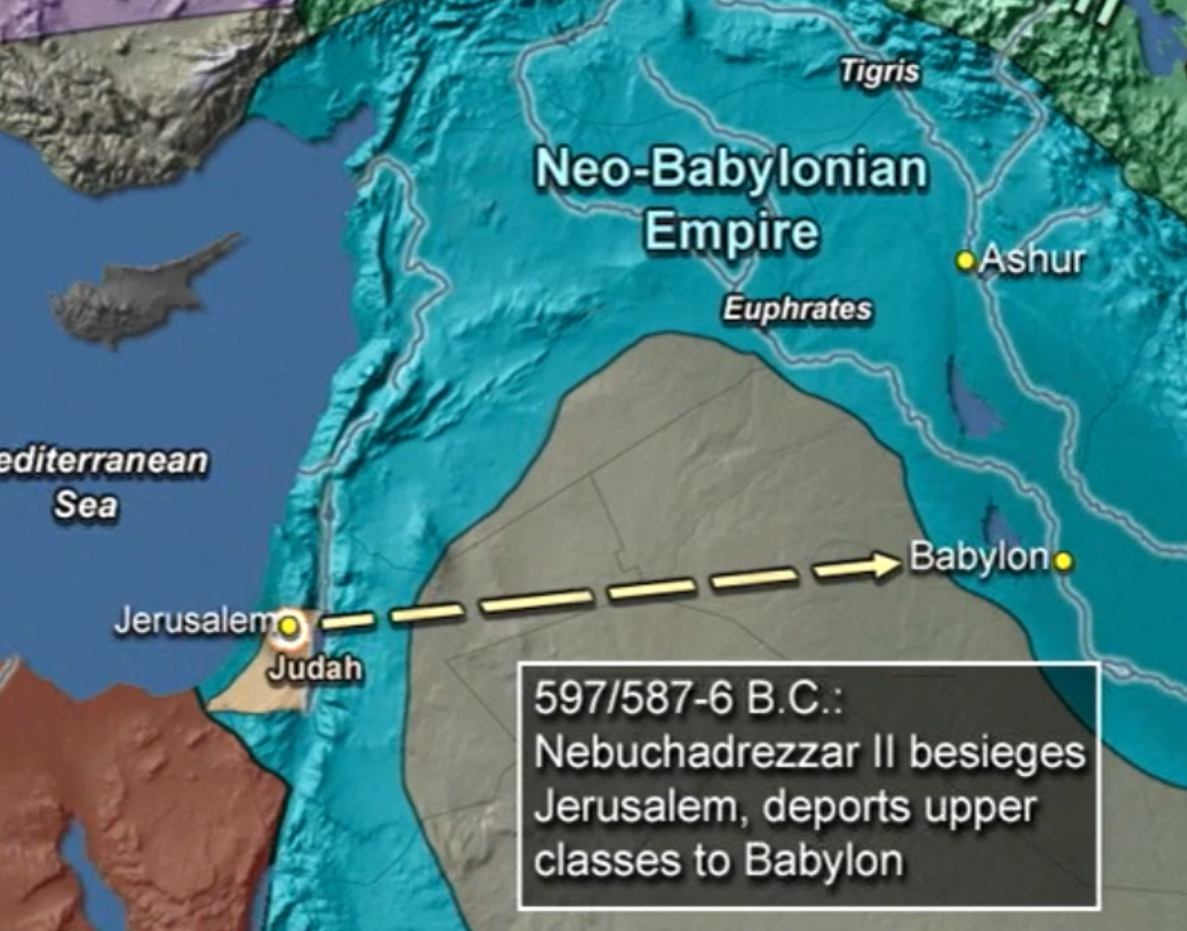 Tigris
Neo-Babylonian
Empire
Ashur
Euphrates
editerranean
Sea
Babylon
Jerusalem
Judah
597/587-6 B.C.:
Nebuchadrezzar II besieges
Jerusalem, deports upper
classes to Babylon